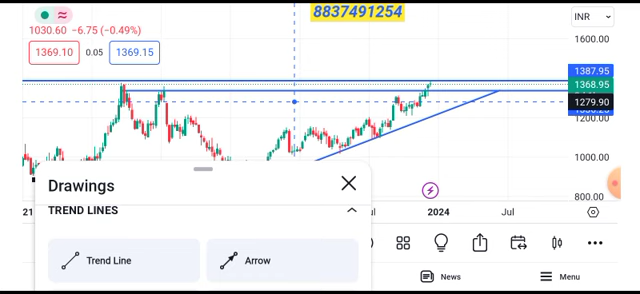 8837491254
INR
1030.60 −6.75 (−0.49%)
1369.10
0.05
1369.15
1600.00
1387.95
1368.95
1279.90
1200.00
1000.00
800.00
21
2024
Jul
Drawings
TREND LINES
Trend Line
Arrow
News
Menu